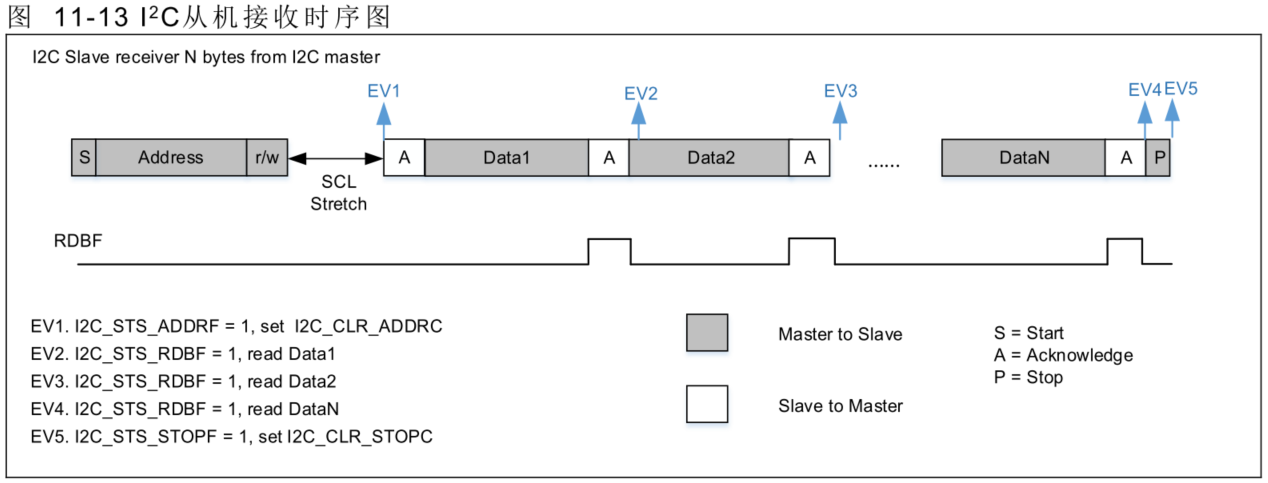 图 11-13 I²C从机接收时序图
I2C Slave receiver N bytes from I2C master
EV1 EV2 EV3 EV4 EV5
S Address r/w A Data1 A Data2 A ...... DataN A P
SCL
Stretch
RDBF
EV1. I2C_STS_ADDRF = 1, set I2C_CLR_ADDRC
EV2. I2C_STS_RDBF = 1, read Data1
EV3. I2C_STS_RDBF = 1, read Data2
EV4. I2C_STS_RDBF = 1, read DataN
EV5. I2C_STS_STOPF = 1, set I2C_CLR_STOPC
Master to Slave
Slave to Master
S = Start
A = Acknowledge
P = Stop